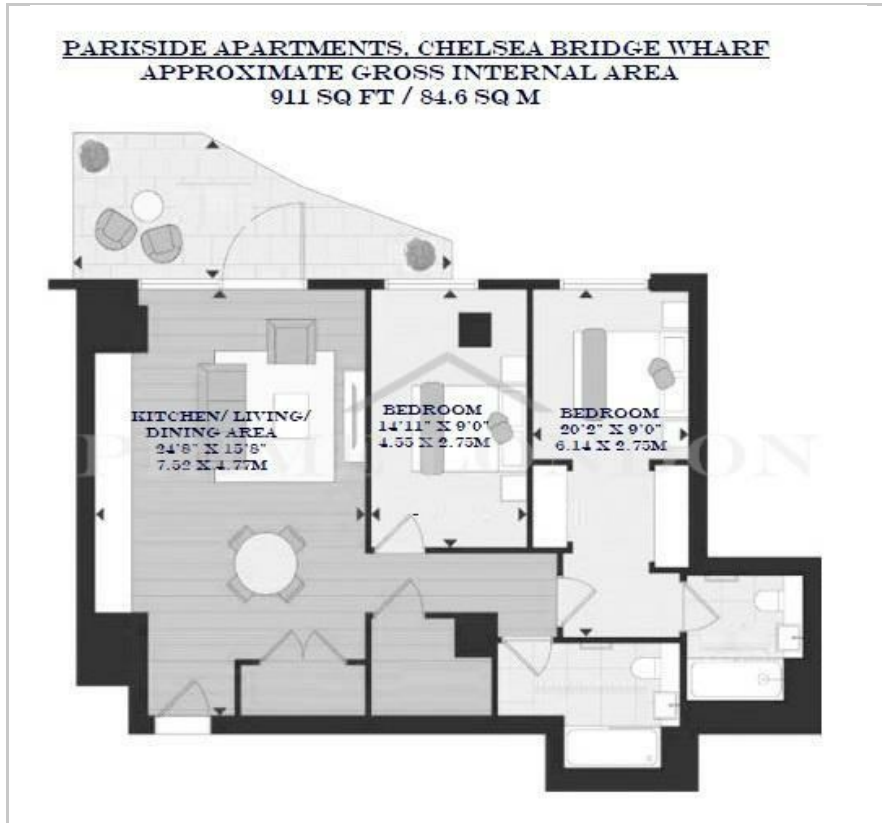 PARKSIDE APARTMENTS, CHELSEA BRIDGE WHARF
APPROXIMATE GROSS INTERNAL AREA
911 SQ FT / 84.6 SQ M
KITCHEN/ LIVING/
DINING AREA
24'8" X 15'8"
7.52 X 4.77M
BEDROOM
14'11" X 9'0"
4.55 X 2.75M
BEDROOM
20'2" X 9'0"
6.14 X 2.75M
PRIME LONDON